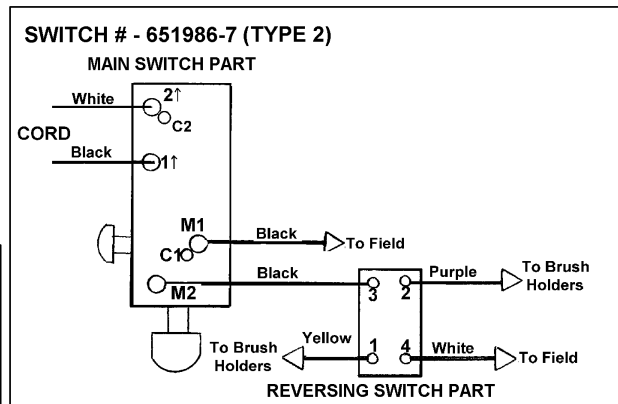 SWITCH # - 651986-7 (TYPE 2)
MAIN SWITCH PART
White
2↑
C2
CORD
Black
1↑
M1
Black
To Field
C1
Black
M2
Purple
To Brush
Holders
3
2
Yellow
1
4
White
To Brush
Holders
To Field
REVERSING SWITCH PART